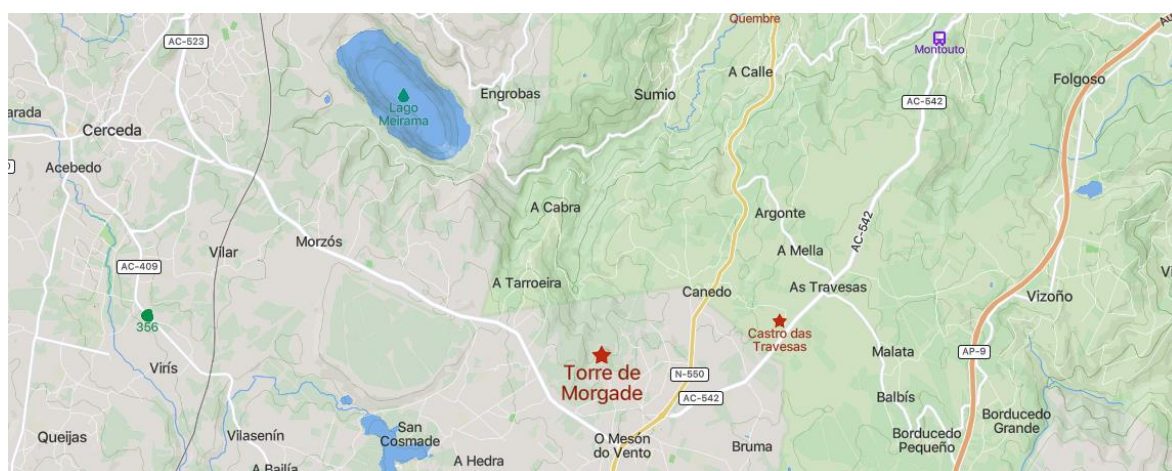 Quembre
Montouto
AC-523
A Calle
Folgoso
Engrobas
Sumio
AC-542
Lago
Meirama
arada
Cerceda
Acebedo
A Cabra
Argonte
AC-542
Vilar
Morzós
A Mella
AC-409
A Tarroeira
Canedo
As Travesas
Vizoño
356
Castro das
Travesas
Virís
Malata
AP-9
Torre de
Morgade
N-550
AC-542
Balbís
San
Cosmade
Borducedo
Grande
Queijas
Vilasenín
O Mesón
do Vento
Bruma
Borducedo
Pequeño
A Hedra
A Bailía